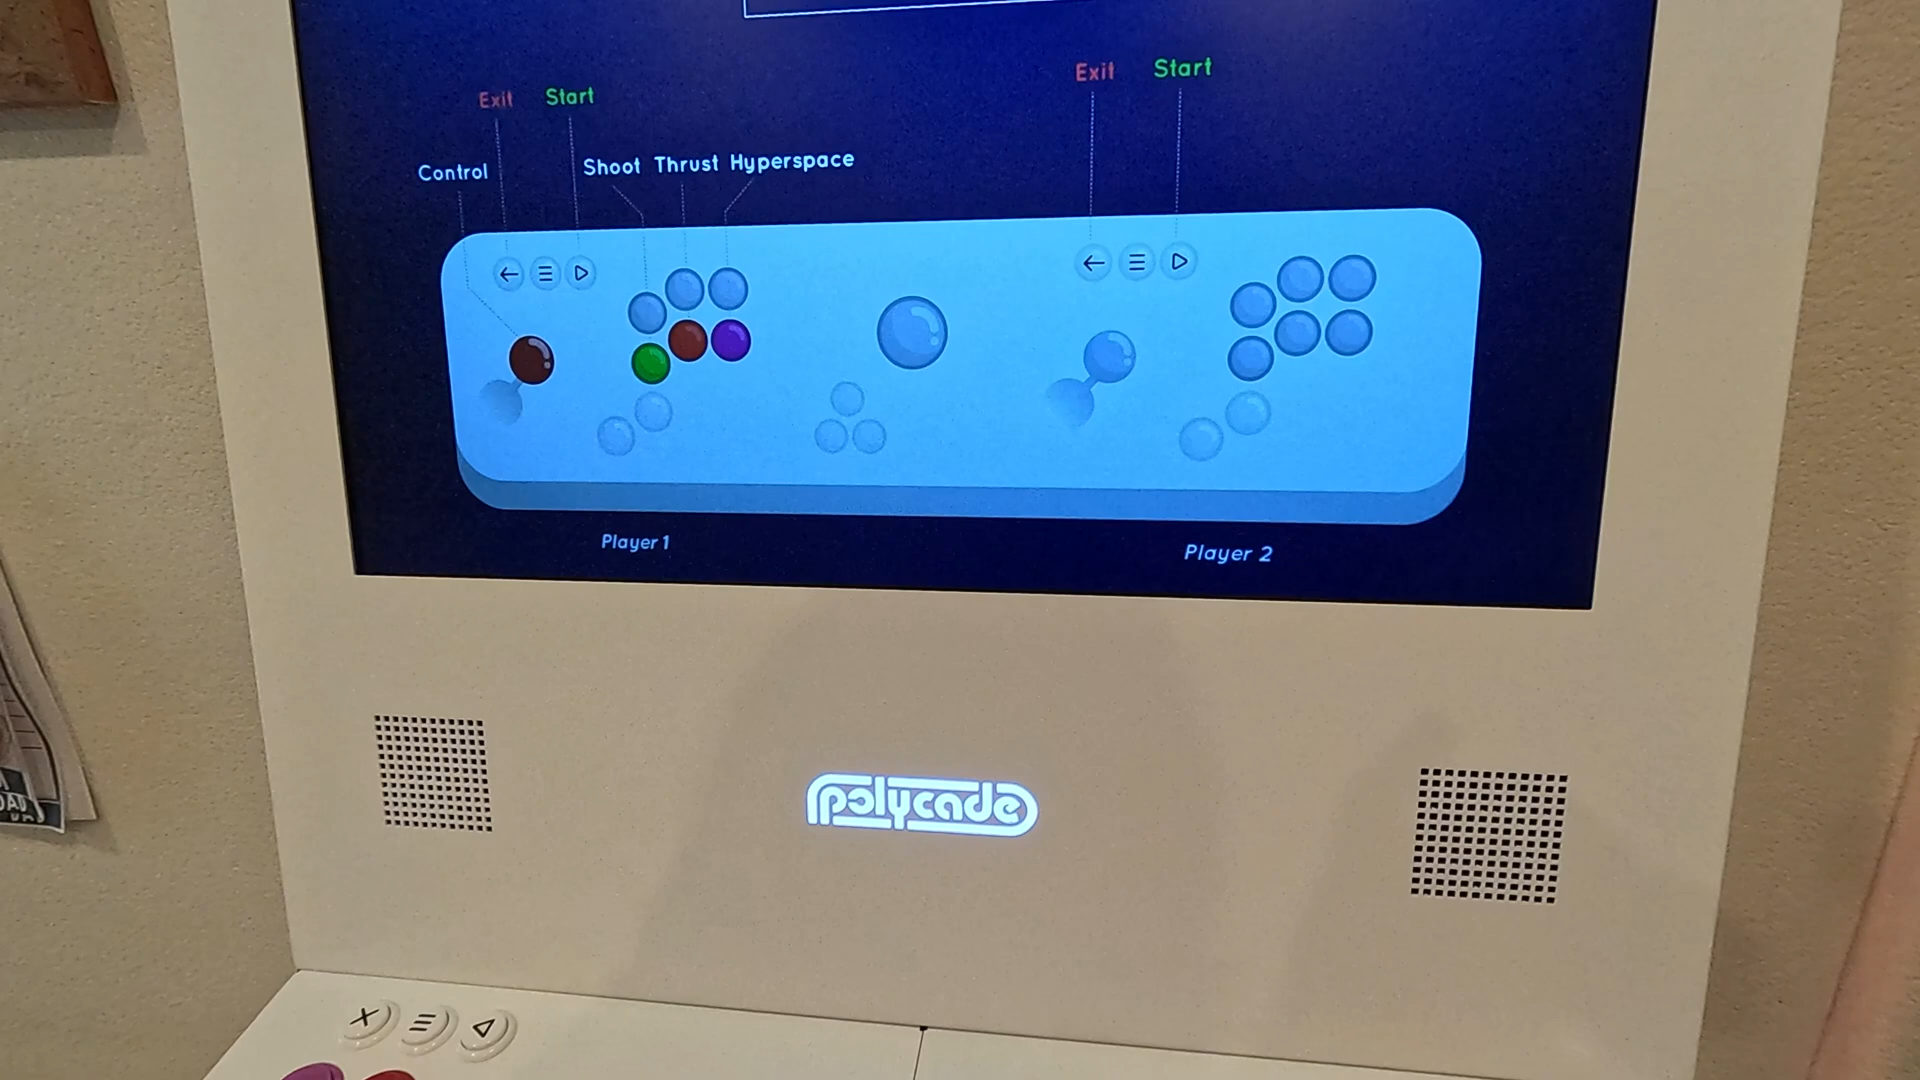 Exit Start
Exit Start
Control
Shoot Thrust Hyperspace
Player 1
Player 2
polycade